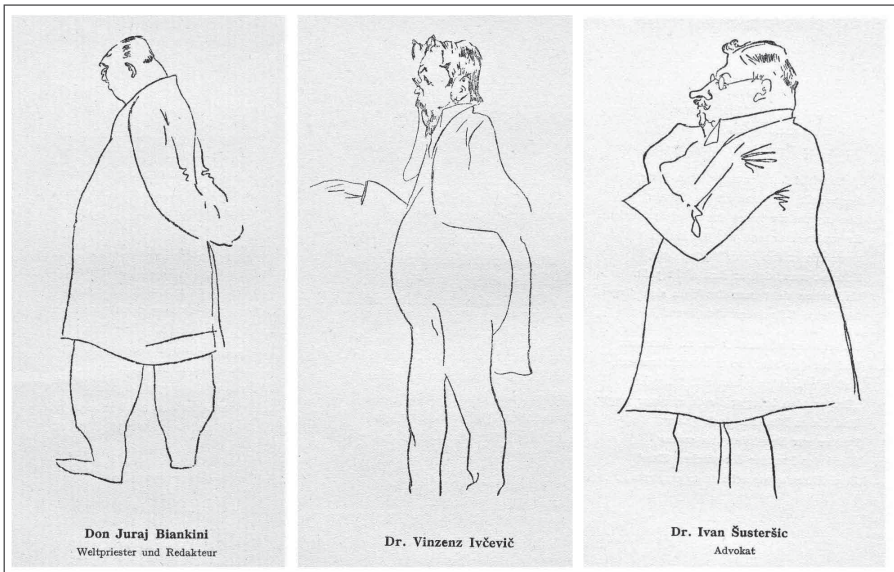 Don Juraj Biankini
Weltpriester und Redakteur
Dr. Vinzenz Ivčevič
Dr. Ivan Šusteršic
Advokat